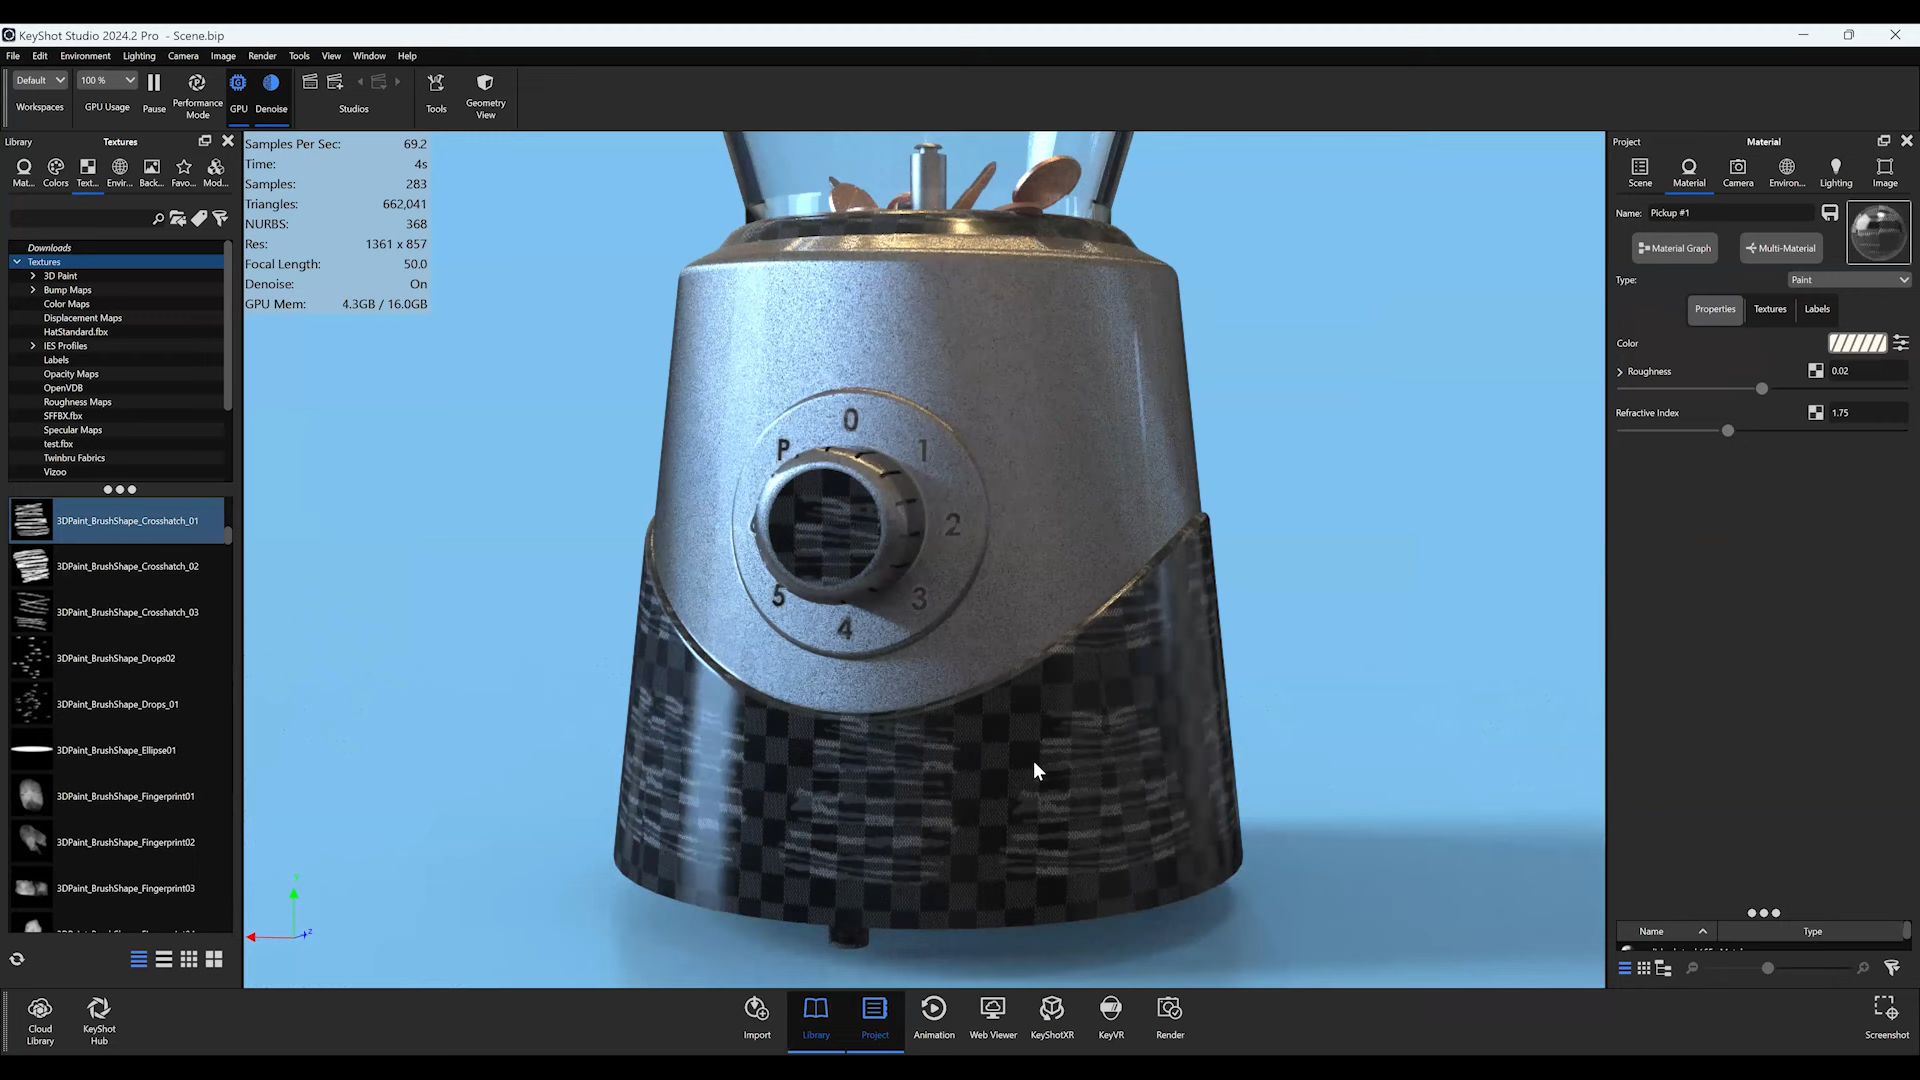 KeyShot Studio 2024.2 Pro - Scene.bip
File Edit Environment Lighting Camera Image Render Tools View Window Help
Default 100 %
Workspaces GPU Usage Pause Performance Mode GPU Denoise Studios Tools Geometry View
Library Textures
Mat... Colors Text... Envir... Back... Favo... Mod...
Downloads
Textures
3D Paint
Bump Maps
Color Maps
Displacement Maps
HatStandard.fbx
IES Profiles
Labels
Opacity Maps
OpenVDB
Roughness Maps
SFFBX.fbx
Specular Maps
test.fbx
Twinbru Fabrics
Vizoo
3DPaint_BrushShape_Crosshatch_01
3DPaint_BrushShape_Crosshatch_02
3DPaint_BrushShape_Crosshatch_03
3DPaint_BrushShape_Drops02
3DPaint_BrushShape_Drops_01
3DPaint_BrushShape_Ellipse01
3DPaint_BrushShape_Fingerprint01
3DPaint_BrushShape_Fingerprint02
3DPaint_BrushShape_Fingerprint03
Samples Per Sec: 69.2
Time: 4s
Samples: 283
Triangles: 662,041
NURBS: 368
Res: 1361 x 857
Focal Length: 50.0
Denoise: On
GPU Mem: 4.3GB / 16.0GB
0
P 1
2
5 3
4
Y
Z
Project Material
Scene Material Camera Environ... Lighting Image
Name: Pickup #1
Material Graph Multi-Material
Type: Paint
Properties Textures Labels
Color
Roughness 0.02
Refractive Index 1.75
Name Type
Cloud Library KeyShot Hub Import Library Project Animation Web Viewer KeyShotXR KeyVR Render Screenshot